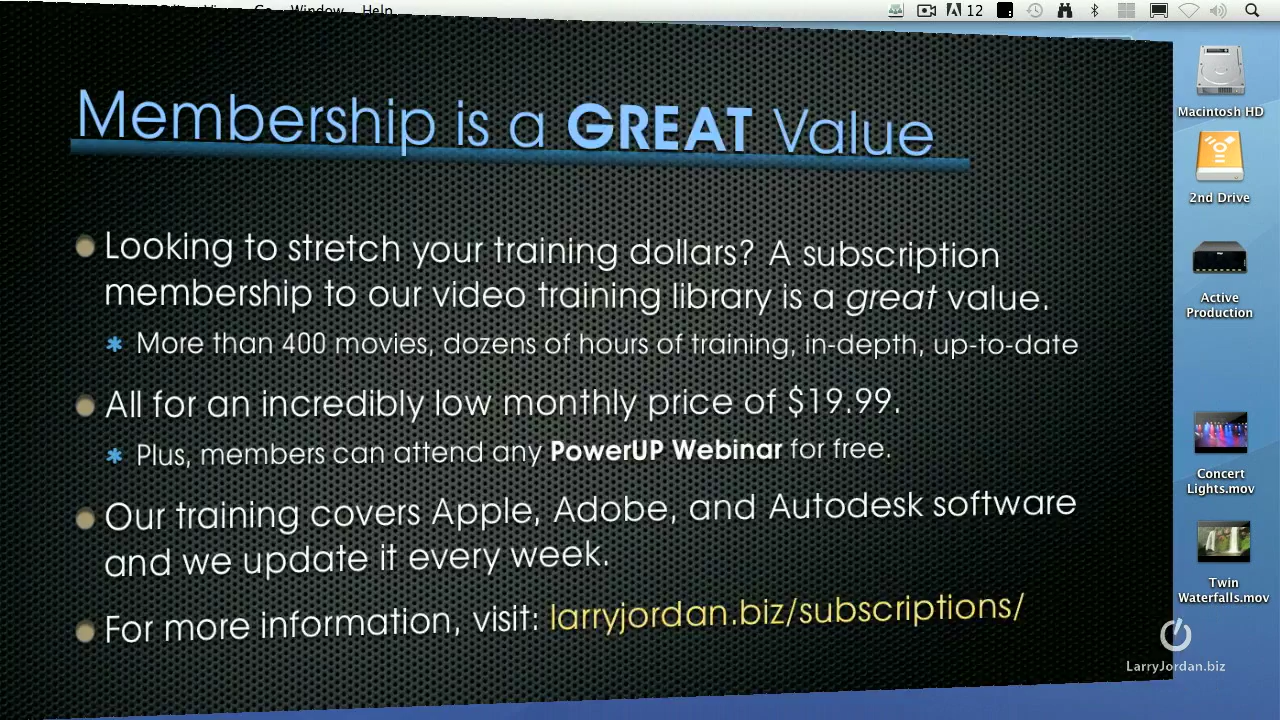 Window Help
12
Membership is a GREAT Value
Looking to stretch your training dollars? A subscription
membership to our video training library is a great value.
More than 400 movies, dozens of hours of training, in-depth, up-to-date
All for an incredibly low monthly price of $19.99.
Plus, members can attend any PowerUP Webinar for free.
Our training covers Apple, Adobe, and Autodesk software
and we update it every week.
For more information, visit: larryjordan.biz/subscriptions/
Macintosh HD
2nd Drive
Active
Production
Concert
Lights.mov
Twin
Waterfalls.mov
LarryJordan.biz